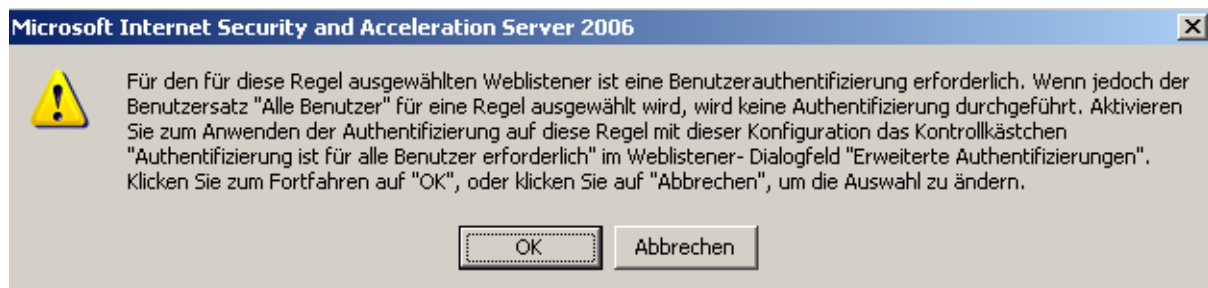 Microsoft Internet Security and Acceleration Server 2006
Für den für diese Regel ausgewählten Weblistener ist eine Benutzerauthentifizierung erforderlich. Wenn jedoch der
Benutzersatz "Alle Benutzer" für eine Regel ausgewählt wird, wird keine Authentifizierung durchgeführt. Aktivieren
Sie zum Anwenden der Authentifizierung auf diese Regel mit dieser Konfiguration das Kontrollkästchen
"Authentifizierung ist für alle Benutzer erforderlich" im Weblistener- Dialogfeld "Erweiterte Authentifizierungen".
Klicken Sie zum Fortfahren auf "OK", oder klicken Sie auf "Abbrechen", um die Auswahl zu ändern.
OK Abbrechen